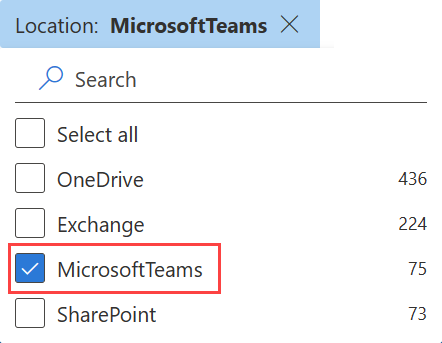 Location: MicrosoftTeams
Search
Select all
OneDrive 436
Exchange 224
MicrosoftTeams 75
SharePoint 73